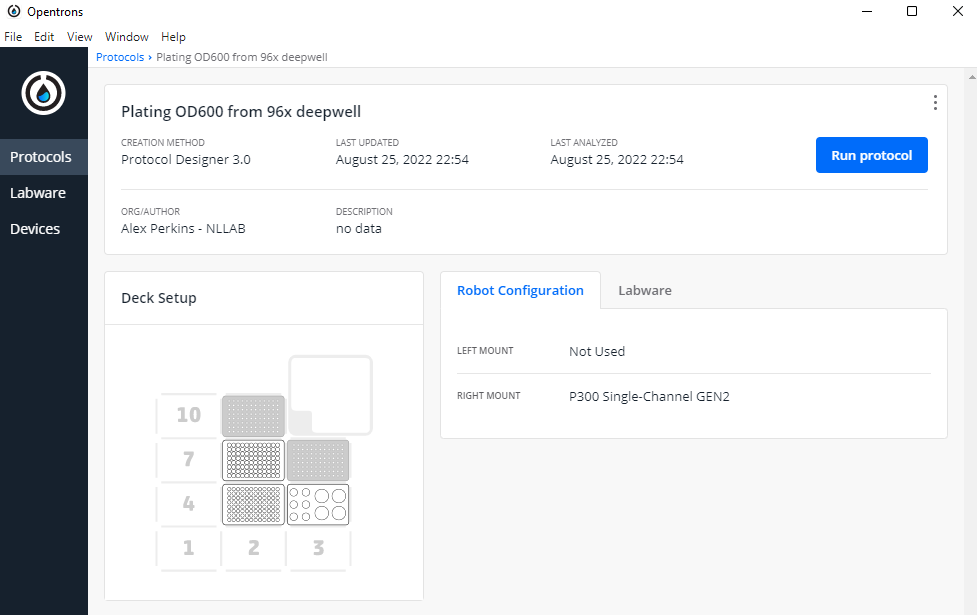 Opentrons
File Edit View Window Help
Protocols › Plating OD600 from 96x deepwell
Protocols
Labware
Devices
Plating OD600 from 96x deepwell
CREATION METHOD LAST UPDATED LAST ANALYZED
Protocol Designer 3.0 August 25, 2022 22:54 August 25, 2022 22:54
Run protocol
ORG/AUTHOR DESCRIPTION
Alex Perkins - NLLAB no data
Deck Setup
10
7
4
1 2 3
Robot Configuration Labware
LEFT MOUNT Not Used
RIGHT MOUNT P300 Single-Channel GEN2